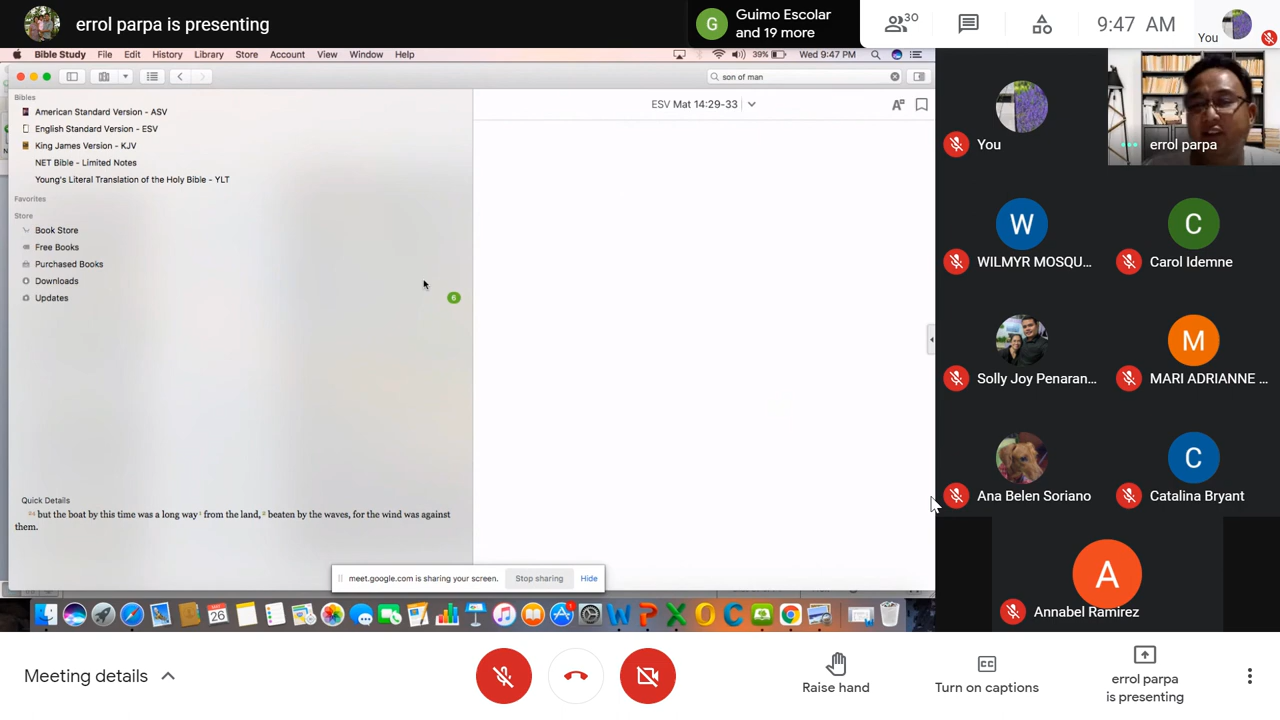 errol parpa is presenting
G
Guimo Escolar
and 19 more
30
9:47 AM
You
Bible Study File Edit History Library Store Account View Window Help
39% Wed 9:47 PM
son of man
Bibles
American Standard Version - ASV
English Standard Version - ESV
King James Version - KJV
NET Bible - Limited Notes
Young's Literal Translation of the Holy Bible - YLT
Favorites
Store
Book Store
Free Books
Purchased Books
Downloads
Updates
6
ESV Mat 14:29-33
Quick Details
24 but the boat by this time was a long way1 from the land,2 beaten by the waves, for the wind was against
them.
meet.google.com is sharing your screen. Stop sharing Hide
26
You
errol parpa
W
WILMYR MOSQU...
C
Carol Idemne
Solly Joy Penaran...
M
MARI ADRIANNE ...
Ana Belen Soriano
C
Catalina Bryant
A
Annabel Ramirez
Meeting details
Raise hand
Turn on captions
errol parpa
is presenting